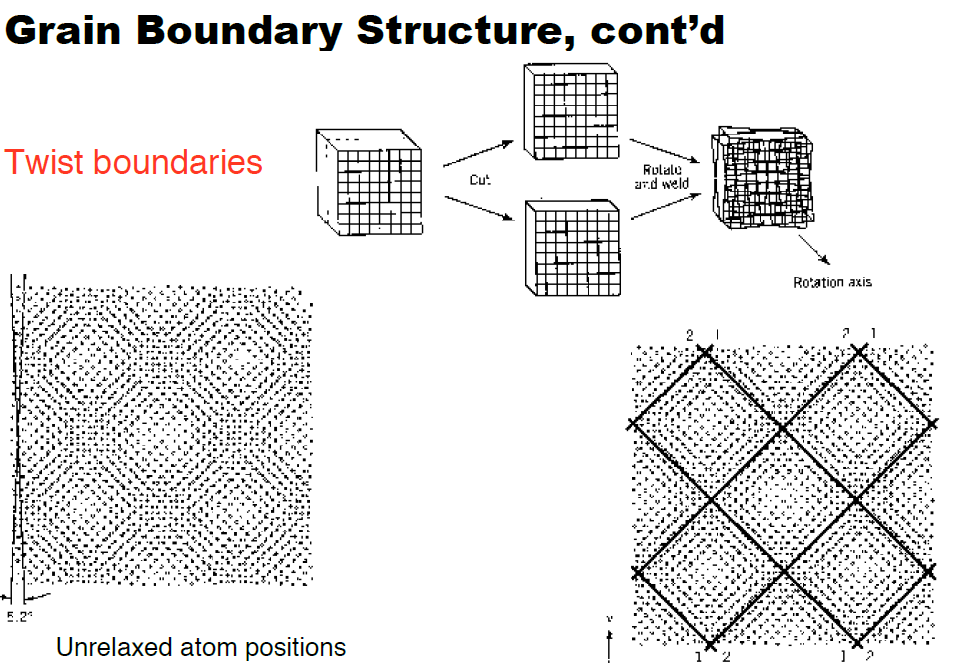 Grain Boundary Structure, cont’d
Twist boundaries
Cut
Rotate
and weld
Rotation axis
2 1
2 1
5.2°
Unrelaxed atom positions
1 2
1 2